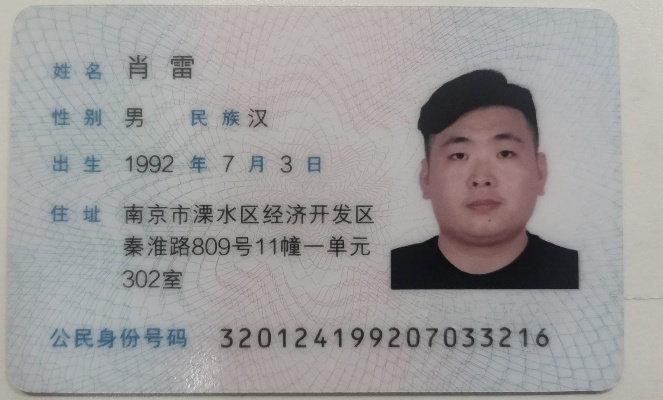 姓名 肖雷
性别 男 民族 汉
出生 1992 年 7 月 3 日
住址 南京市溧水区经济开发区
秦淮路809号11幢一单元
302室
公民身份号码 320124199207033216